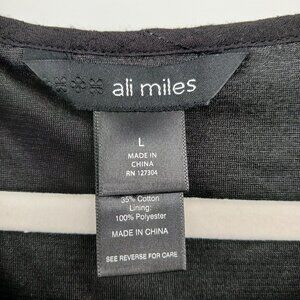 ali miles
L
MADE IN
CHINA
RN 127304
35% Cotton
Lining:
100% Polyester
MADE IN CHINA
SEE REVERSE FOR CARE